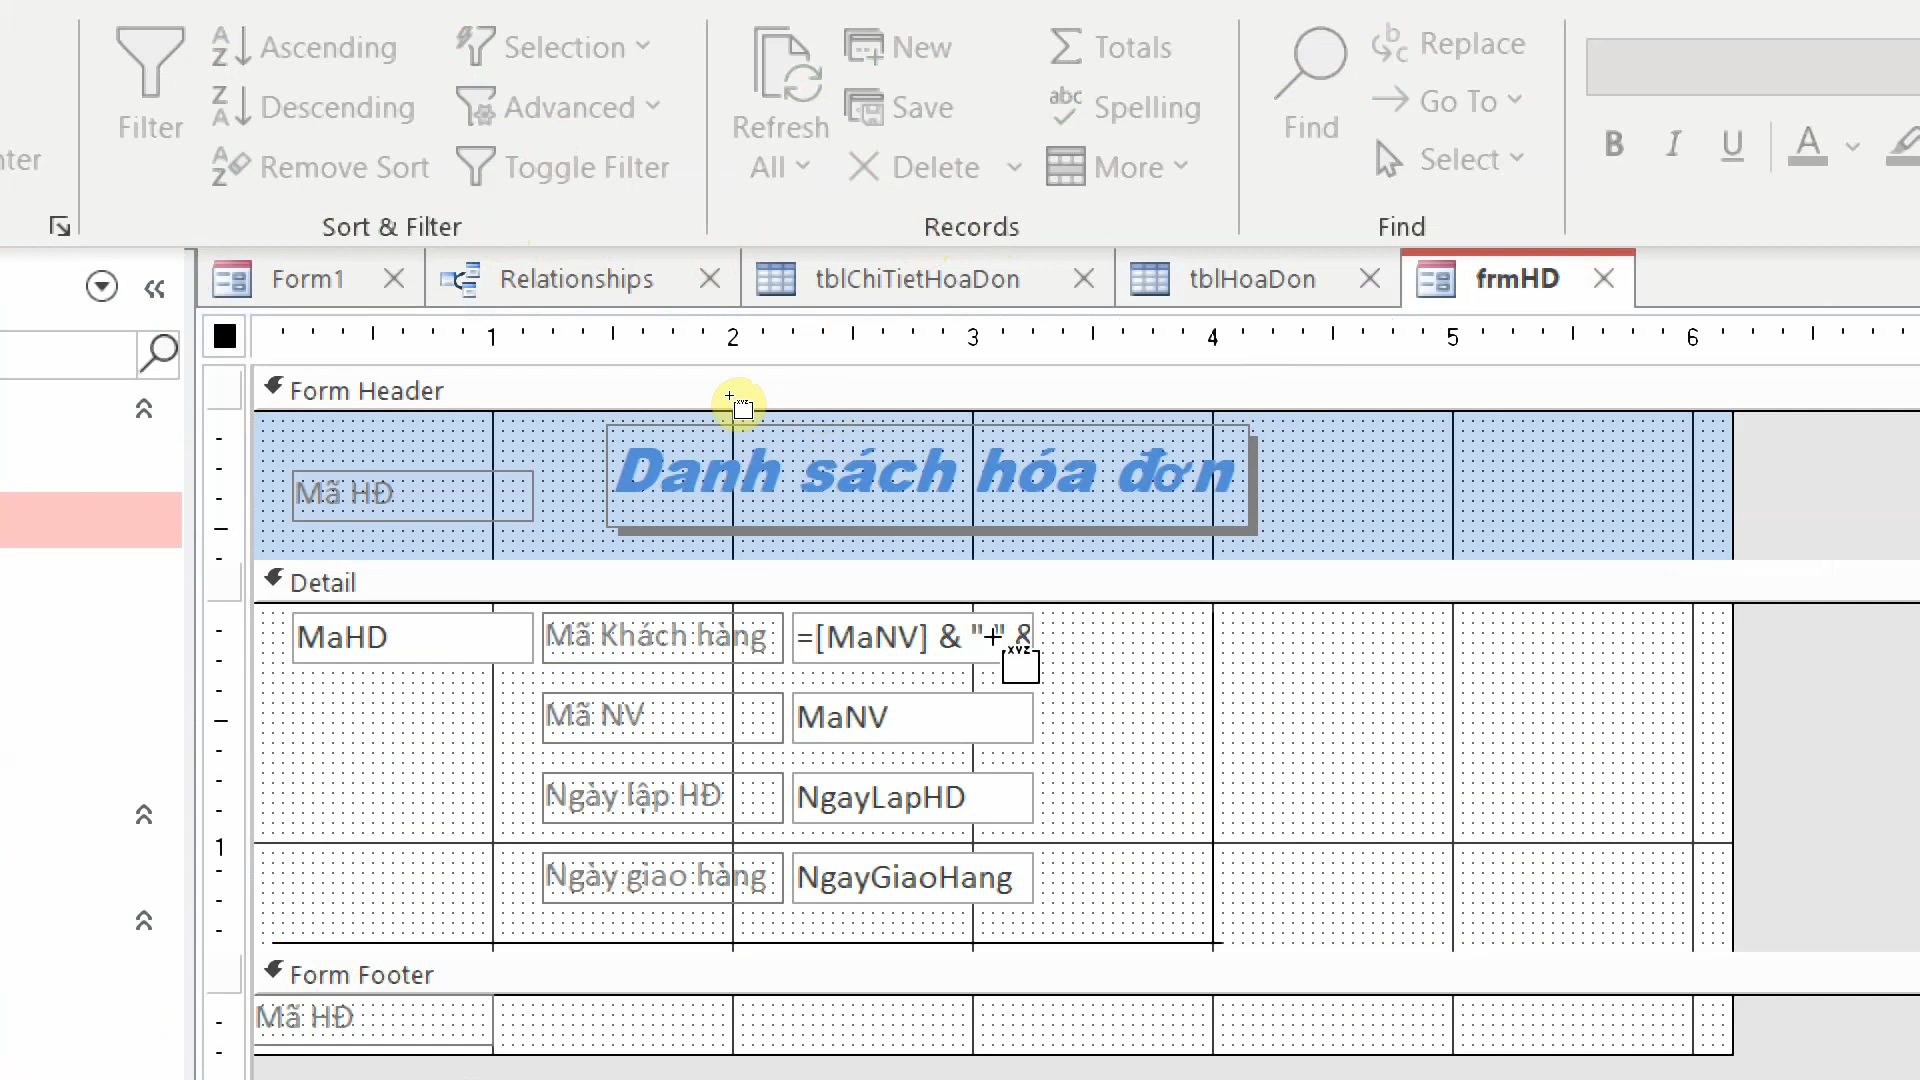 Filter
Ascending
Descending
Remove Sort
Selection
Advanced
Toggle Filter
Sort & Filter
Refresh
All
New
Save
Delete
Totals
Spelling
More
Records
Find
Replace
Go To
Select
Find
B I U A
Form1
Relationships
tblChiTietHoaDon
tblHoaDon
frmHD
1 2 3 4 5 6
Form Header
Mã HĐ
Danh sách hóa đơn
Detail
MaHD
Mã Khách hàng
=[MaNV] & "
Mã NV
MaNV
Ngày lập HĐ
NgayLapHD
1
Ngày giao hàng
NgayGiaoHang
Form Footer
Mã HĐ